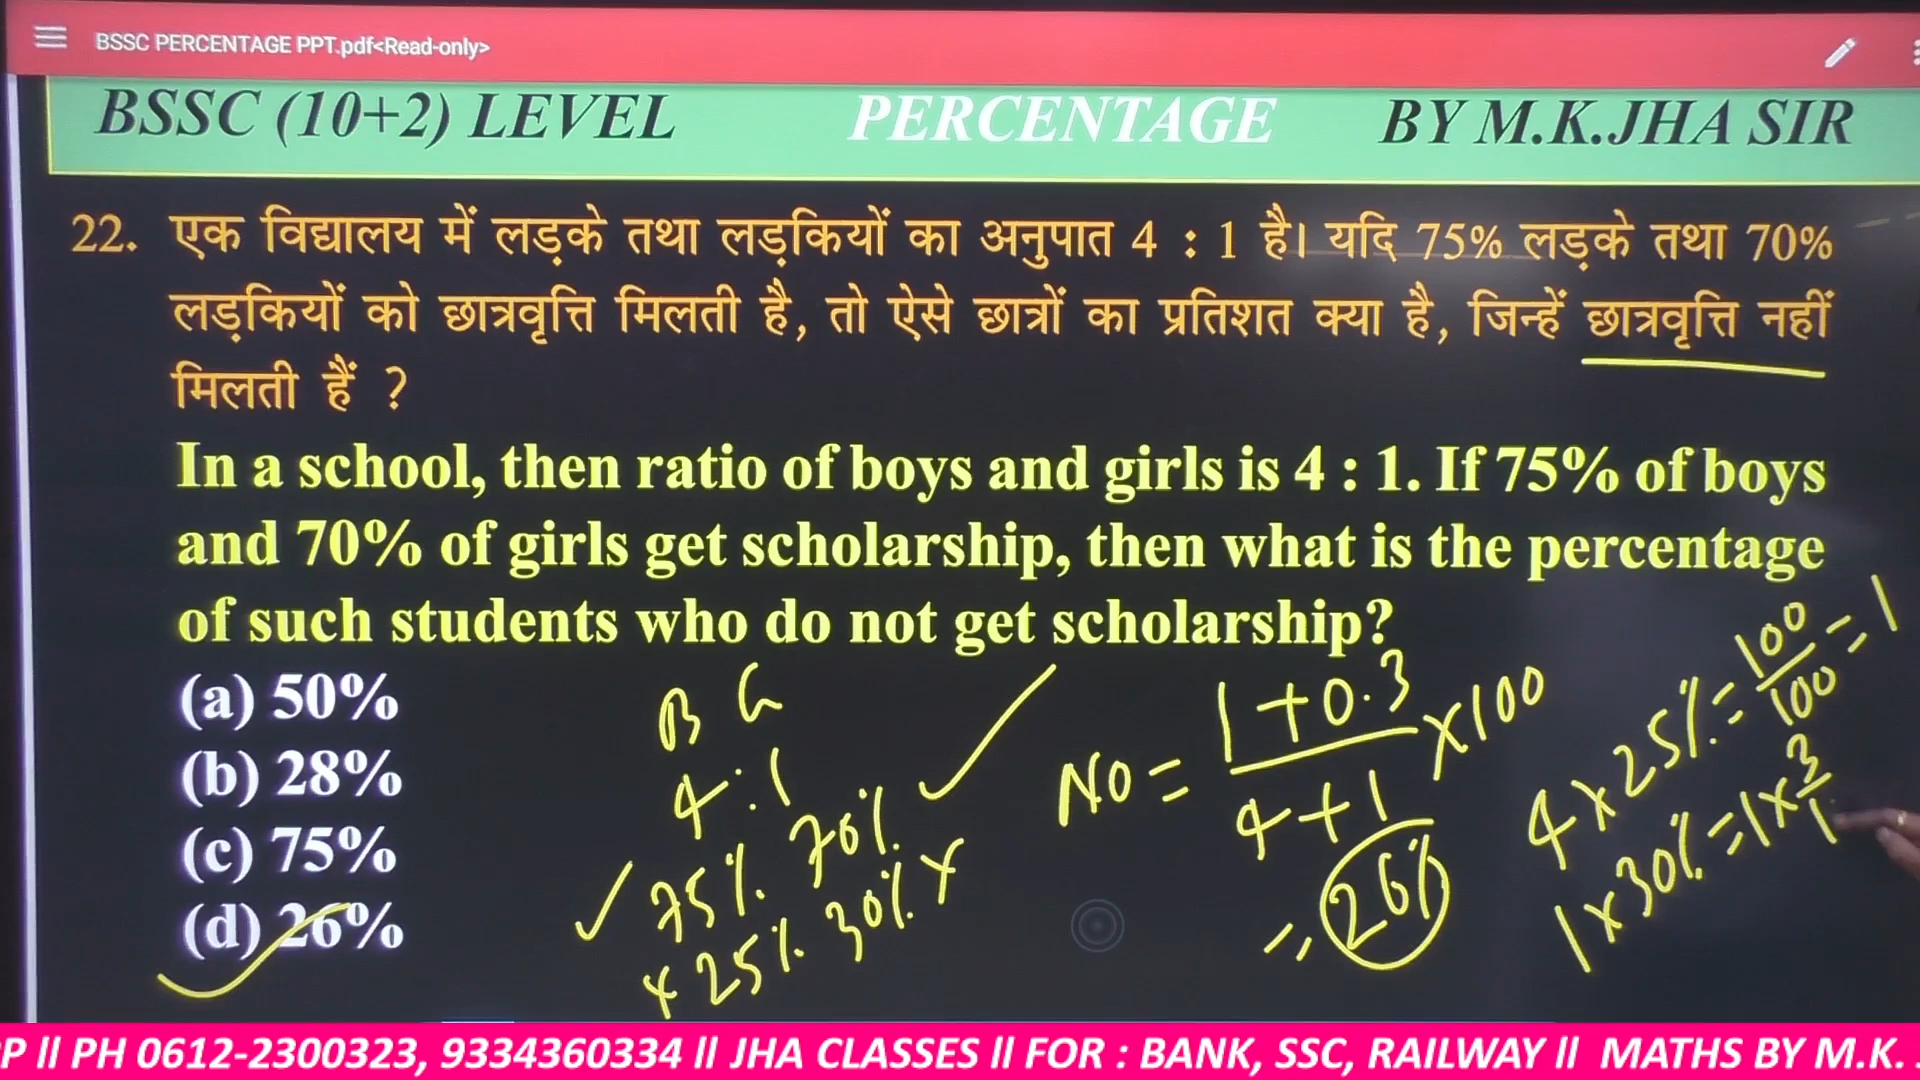 BSSC PERCENTAGE PPT.pdf<Read-only>
BSSC (10+2) LEVEL PERCENTAGE BY M.K.JHA SIR
22. एक विद्यालय में लड़के तथा लड़कियों का अनुपात 4 : 1 है। यदि 75% लड़के तथा 70%
लड़कियों को छात्रवृत्ति मिलती है, तो ऐसे छात्रों का प्रतिशत क्या है, जिन्हें छात्रवृत्ति नहीं
मिलती हैं ?
In a school, then ratio of boys and girls is 4 : 1. If 75% of boys
and 70% of girls get scholarship, then what is the percentage
of such students who do not get scholarship?
(a) 50%
(b) 28%
(c) 75%
(d) 26%
B G
4 : 1
75% 70%
× 25% 30% ×
NO = 1+0.3 / 4+1 ×100
= 26%
4×25% = 100/100 = 1
1×30% = 1×3/1
P ll PH 0612-2300323, 9334360334 ll JHA CLASSES ll FOR : BANK, SSC, RAILWAY ll MATHS BY M.K.